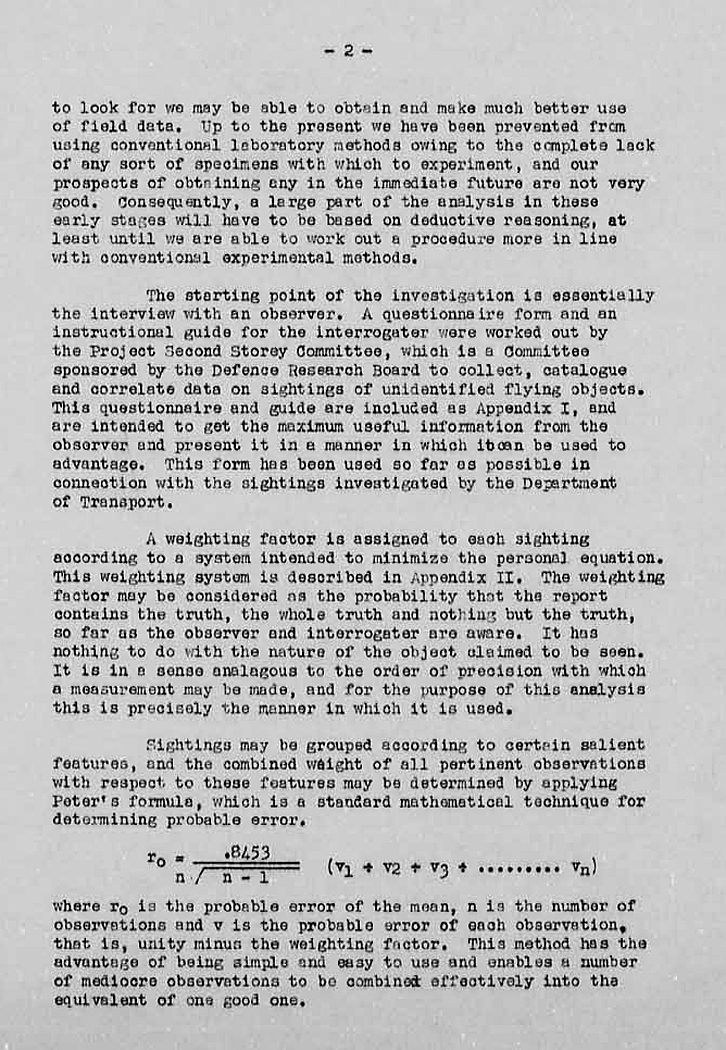 - 2 -
to look for we may be able to obtain and make much better use
of field data. Up to the present we have been prevented from
using conventional laboratory methods owing to the complete lack
of any sort of specimens with which to experiment, and our
prospects of obtaining any in the immediate future are not very
good. Consequently, a large part of the analysis in these
early stages will have to be based on deductive reasoning, at
least until we are able to work out a procedure more in line
with conventional experimental methods.
The starting point of the investigation is essentially
the interview with an observer. A questionnaire form and an
instructional guide for the interrogater were worked out by
the Project Second Storey Committee, which is a Committee
sponsored by the Defence Research Board to collect, catalogue
and correlate data on sightings of unidentified flying objects.
This questionnaire and guide are included as Appendix I, and
are intended to get the maximum useful information from the
observer and present it in a manner in which itcan be used to
advantage. This form has been used so far as possible in
connection with the sightings investigated by the Department
of Transport.
A weighting factor is assigned to each sighting
according to a system intended to minimize the personal equation.
This weighting system is described in Appendix II. The weighting
factor may be considered as the probability that the report
contains the truth, the whole truth and nothing but the truth,
so far as the observer and interrogater are aware. It has
nothing to do with the nature of the object claimed to be seen.
It is in a sense analagous to the order of precision with which
a measurement may be made, and for the purpose of this analysis
this is precisely the manner in which it is used.
Sightings may be grouped according to certain salient
features, and the combined weight of all pertinent observations
with respect to these features may be determined by applying
Peter's formula, which is a standard mathematical technique for
determining probable error.
r₀ = .8453 / n √ n - 1 (v₁ + v2 + v₃ + .......... vₙ)
where r₀ is the probable error of the mean, n is the number of
observations and v is the probable error of each observation,
that is, unity minus the weighting factor. This method has the
advantage of being simple and easy to use and enables a number
of mediocre observations to be combined effectively into the
equivalent of one good one.